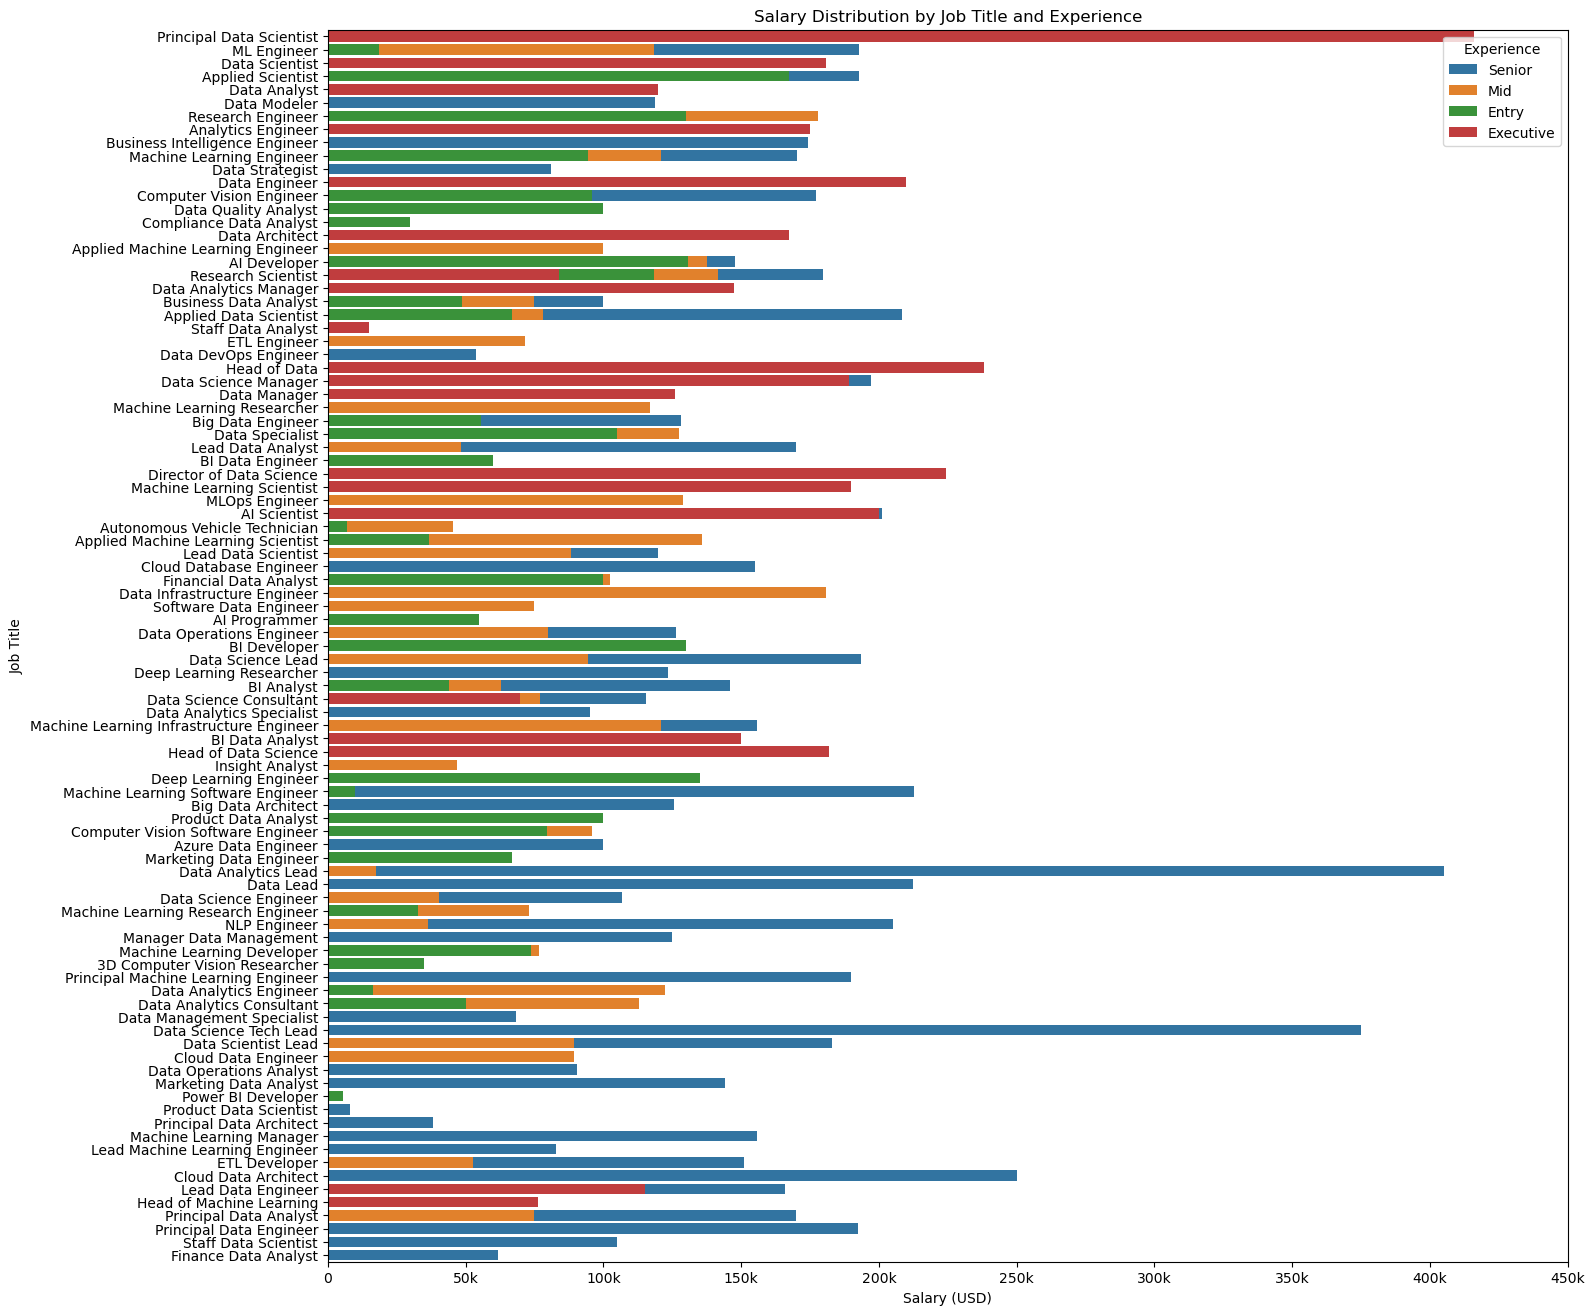 Salary Distribution by Job Title and Experience
Principal Data Scientist
ML Engineer
Data Scientist
Applied Scientist
Data Analyst
Data Modeler
Research Engineer
Analytics Engineer
Business Intelligence Engineer
Machine Learning Engineer
Data Strategist
Data Engineer
Computer Vision Engineer
Data Quality Analyst
Compliance Data Analyst
Data Architect
Applied Machine Learning Engineer
AI Developer
Research Scientist
Data Analytics Manager
Business Data Analyst
Applied Data Scientist
Staff Data Analyst
ETL Engineer
Data DevOps Engineer
Head of Data
Data Science Manager
Data Manager
Machine Learning Researcher
Big Data Engineer
Data Specialist
Lead Data Analyst
BI Data Engineer
Director of Data Science
Machine Learning Scientist
MLOps Engineer
AI Scientist
Autonomous Vehicle Technician
Applied Machine Learning Scientist
Lead Data Scientist
Cloud Database Engineer
Financial Data Analyst
Data Infrastructure Engineer
Software Data Engineer
AI Programmer
Data Operations Engineer
BI Developer
Data Science Lead
Deep Learning Researcher
BI Analyst
Data Science Consultant
Data Analytics Specialist
Machine Learning Infrastructure Engineer
BI Data Analyst
Head of Data Science
Insight Analyst
Deep Learning Engineer
Machine Learning Software Engineer
Big Data Architect
Product Data Analyst
Computer Vision Software Engineer
Azure Data Engineer
Marketing Data Engineer
Data Analytics Lead
Data Lead
Data Science Engineer
Machine Learning Research Engineer
NLP Engineer
Manager Data Management
Machine Learning Developer
3D Computer Vision Researcher
Principal Machine Learning Engineer
Data Analytics Engineer
Data Analytics Consultant
Data Management Specialist
Data Science Tech Lead
Data Scientist Lead
Cloud Data Engineer
Data Operations Analyst
Marketing Data Analyst
Power BI Developer
Product Data Scientist
Principal Data Architect
Machine Learning Manager
Lead Machine Learning Engineer
ETL Developer
Cloud Data Architect
Lead Data Engineer
Head of Machine Learning
Principal Data Analyst
Principal Data Engineer
Staff Data Scientist
Finance Data Analyst
Job Title
0 50k 100k 150k 200k 250k 300k 350k 400k 450k
Salary (USD)
Experience
Senior
Mid
Entry
Executive